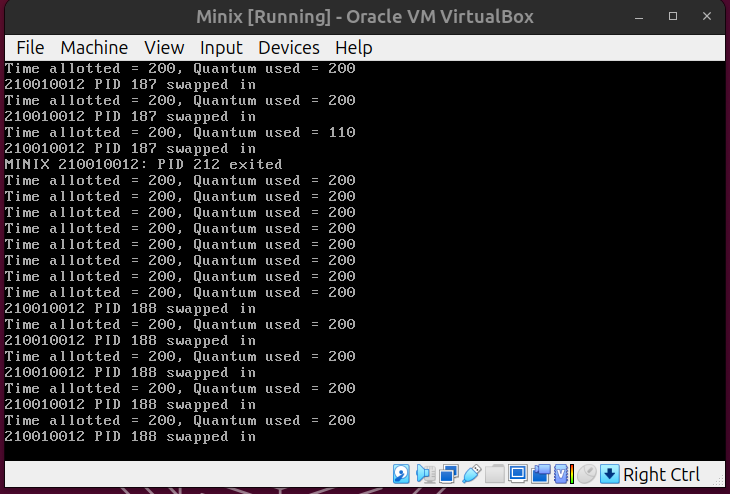 Minix [Running] - Oracle VM VirtualBox
File Machine View Input Devices Help
Time allotted = 200, Quantum used = 200
210010012 PID 187 swapped in
Time allotted = 200, Quantum used = 200
210010012 PID 187 swapped in
Time allotted = 200, Quantum used = 110
210010012 PID 187 swapped in
MINIX 210010012: PID 212 exited
Time allotted = 200, Quantum used = 200
Time allotted = 200, Quantum used = 200
Time allotted = 200, Quantum used = 200
Time allotted = 200, Quantum used = 200
Time allotted = 200, Quantum used = 200
Time allotted = 200, Quantum used = 200
Time allotted = 200, Quantum used = 200
Time allotted = 200, Quantum used = 200
210010012 PID 188 swapped in
Time allotted = 200, Quantum used = 200
210010012 PID 188 swapped in
Time allotted = 200, Quantum used = 200
210010012 PID 188 swapped in
Time allotted = 200, Quantum used = 200
210010012 PID 188 swapped in
Time allotted = 200, Quantum used = 200
210010012 PID 188 swapped in
Right Ctrl